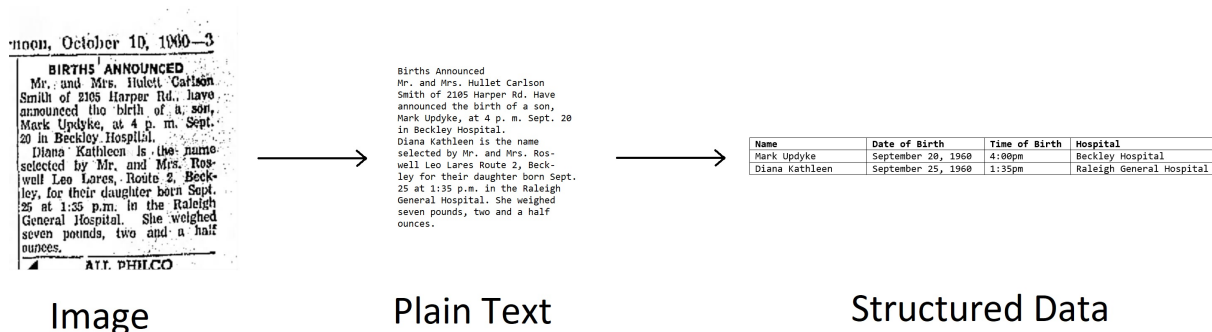 rnoon, October 10, 1960—3
BIRTHS ANNOUNCED
Mr. and Mrs. Hulett Carlson
Smith of 2105 Harper Rd., have
announced the birth of a son,
Mark Updyke, at 4 p. m. Sept.
20 in Beckley Hospital.
Diana Kathleen is the name
selected by Mr. and Mrs. Ros-
well Leo Lares, Route 2, Beck-
ley, for their daughter born Sept.
25 at 1:35 p.m. in the Raleigh
General Hospital. She weighed
seven pounds, two and a half
ounces.
ALL PHILCO
Image
Births Announced
Mr. and Mrs. Hullet Carlson
Smith of 2105 Harper Rd. Have
announced the birth of a son,
Mark Updyke, at 4 p. m. Sept. 20
in Beckley Hospital.
Diana Kathleen is the name
selected by Mr. and Mrs. Ros-
well Leo Lares Route 2, Beck-
ley for their daughter born Sept.
25 at 1:35 p.m. in the Raleigh
General Hospital. She weighed
seven pounds, two and a half
ounces.
Plain Text
Name Date of Birth Time of Birth Hospital
Mark Updyke September 20, 1960 4:00pm Beckley Hospital
Diana Kathleen September 25, 1960 1:35pm Raleigh General Hospital
Structured Data